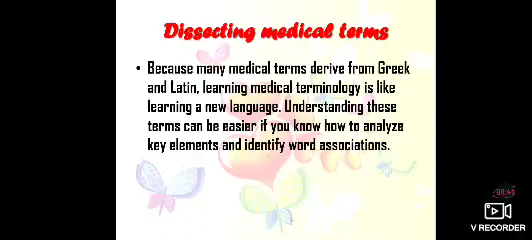 Dissecting medical terms
• Because many medical terms derive from Greek
and Latin, learning medical terminology is like
learning a new language. Understanding these
terms can be easier if you know how to analyze
key elements and identify word associations.
V RECORDER